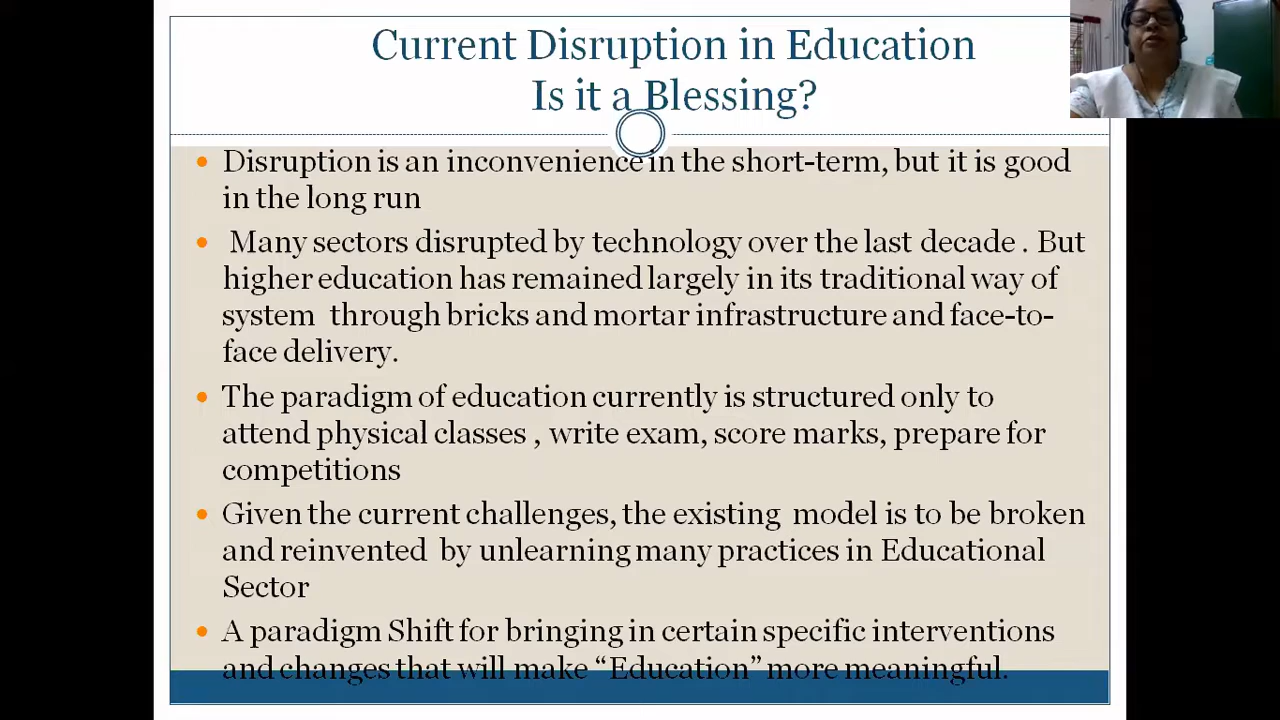 Current Disruption in Education
Is it a Blessing?
Disruption is an inconvenience in the short-term, but it is good
in the long run
Many sectors disrupted by technology over the last decade . But
higher education has remained largely in its traditional way of
system through bricks and mortar infrastructure and face-to-
face delivery.
The paradigm of education currently is structured only to
attend physical classes , write exam, score marks, prepare for
competitions
Given the current challenges, the existing model is to be broken
and reinvented by unlearning many practices in Educational
Sector
A paradigm Shift for bringing in certain specific interventions
and changes that will make “Education” more meaningful.